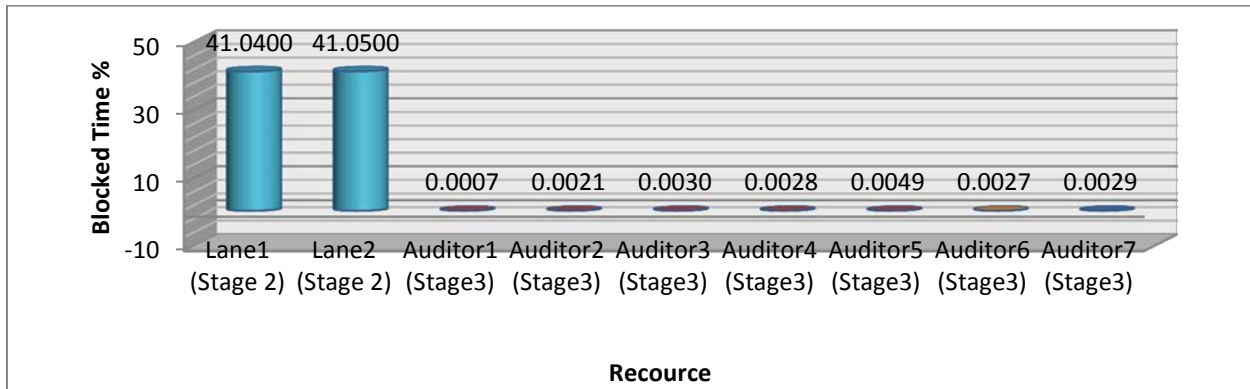 Blocked Time %
50
30
10
-10
41.0400 41.0500 0.0007 0.0021 0.0030 0.0028 0.0049 0.0027 0.0029
Lane1 Lane2 Auditor1 Auditor2 Auditor3 Auditor4 Auditor5 Auditor6 Auditor7
(Stage 2) (Stage 2) (Stage3) (Stage3) (Stage3) (Stage3) (Stage3) (Stage3) (Stage3)
Recource